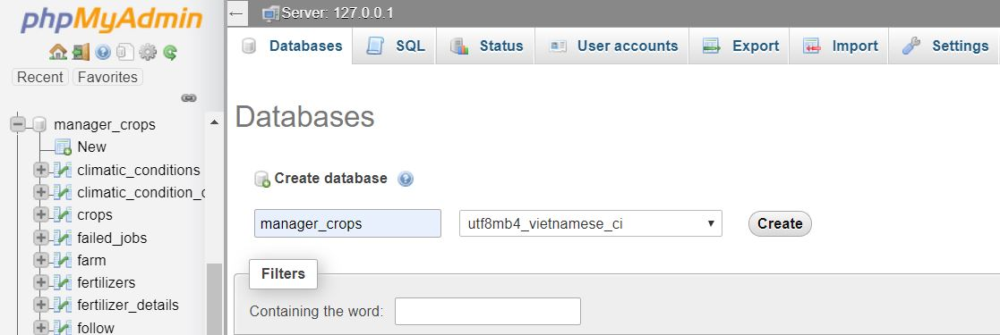 phpMyAdmin
Recent Favorites
manager_crops
New
climatic_conditions
climatic_condition_
crops
failed_jobs
farm
fertilizers
fertilizer_details
follow
Server: 127.0.0.1
Databases SQL Status User accounts Export Import Settings
Databases
Create database
manager_crops utf8mb4_vietnamese_ci Create
Filters
Containing the word: